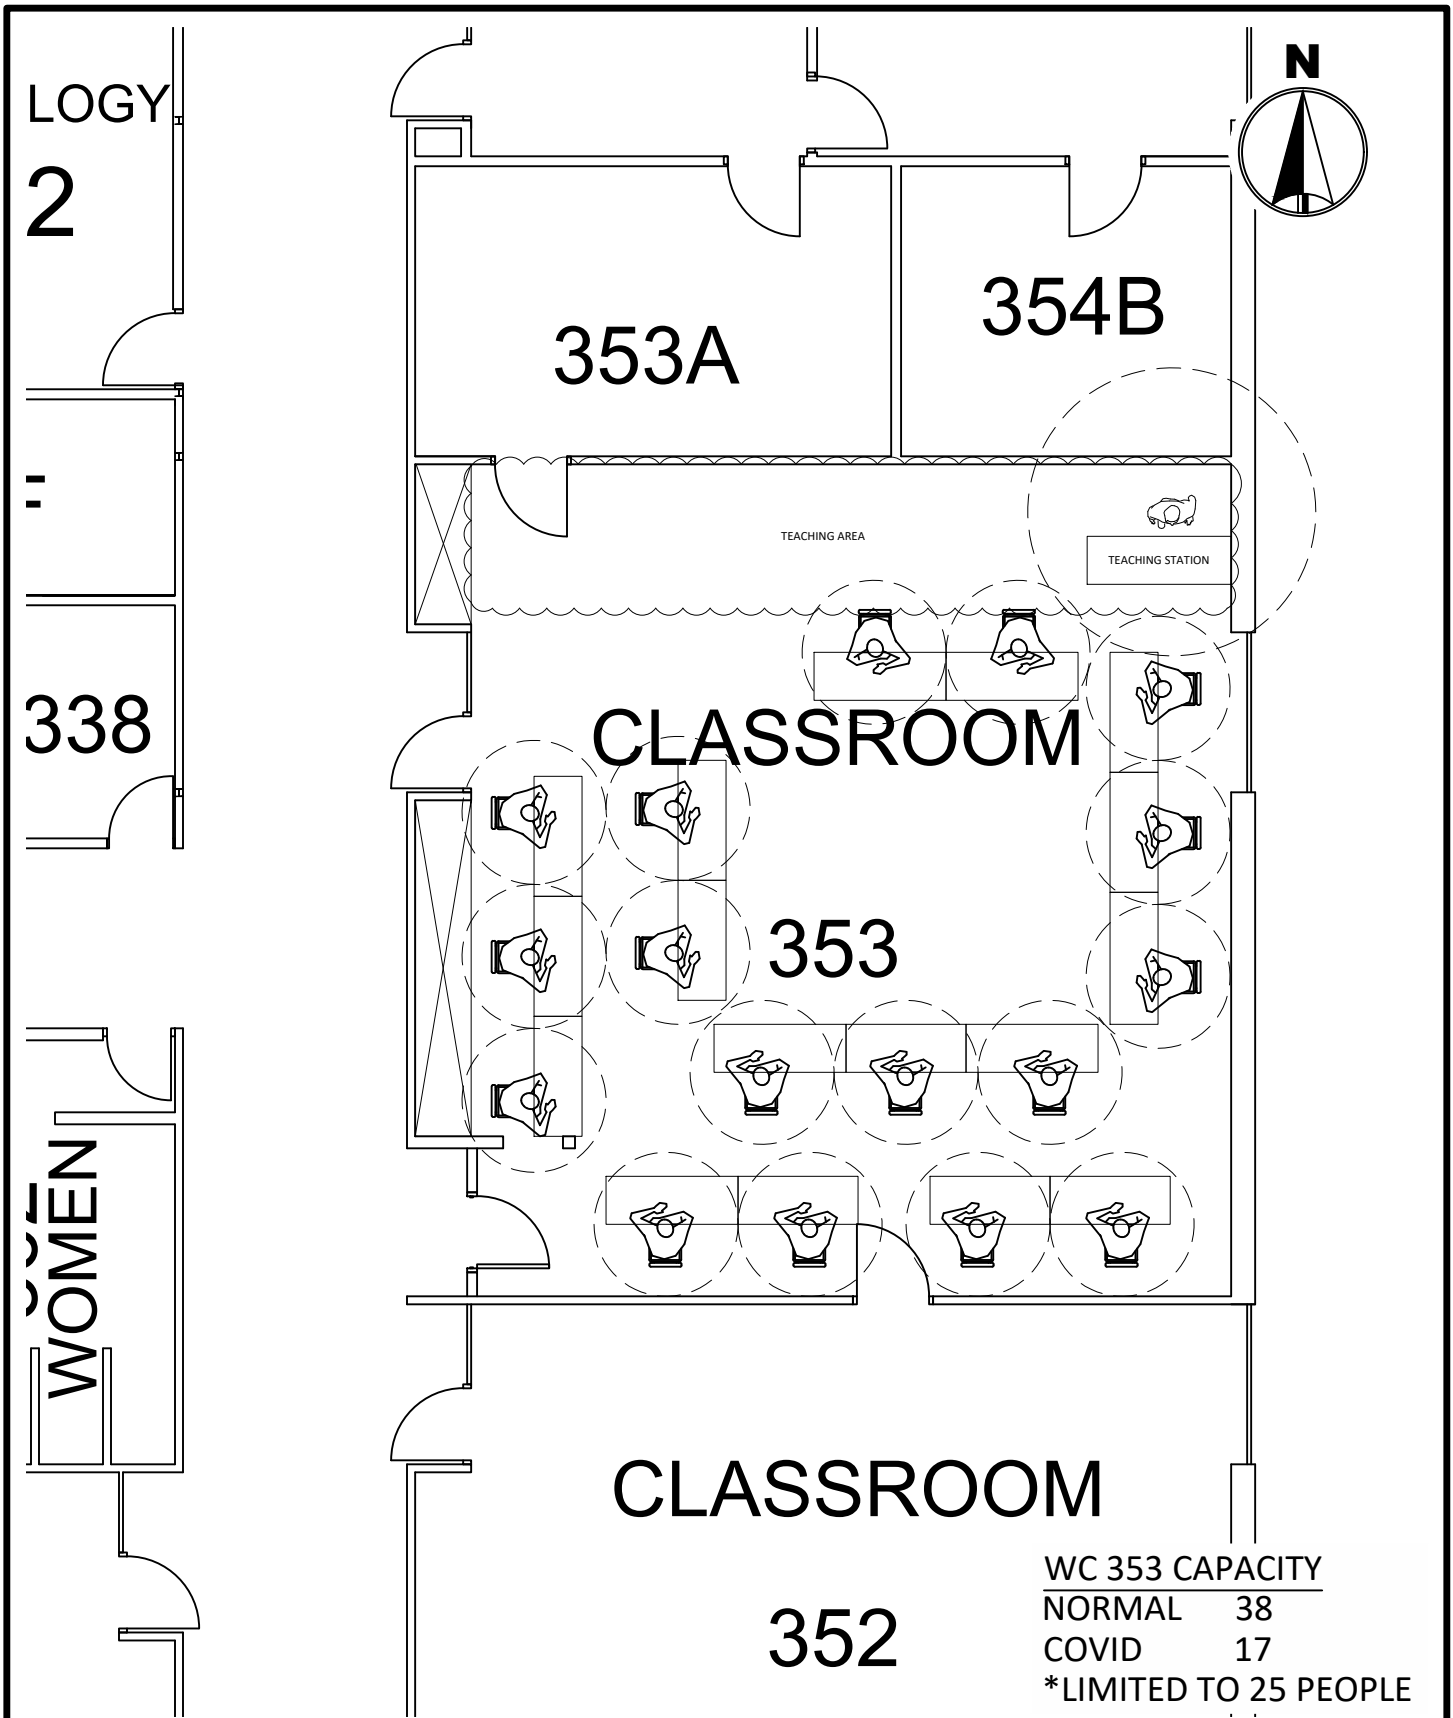 N
LOGY
2
354B
353A
TEACHING AREA
TEACHING STATION
338
CLASSROOM
353
WOMEN
CLASSROOM
352
WC 353 CAPACITY
NORMAL 38
COVID 17
*LIMITED TO 25 PEOPLE